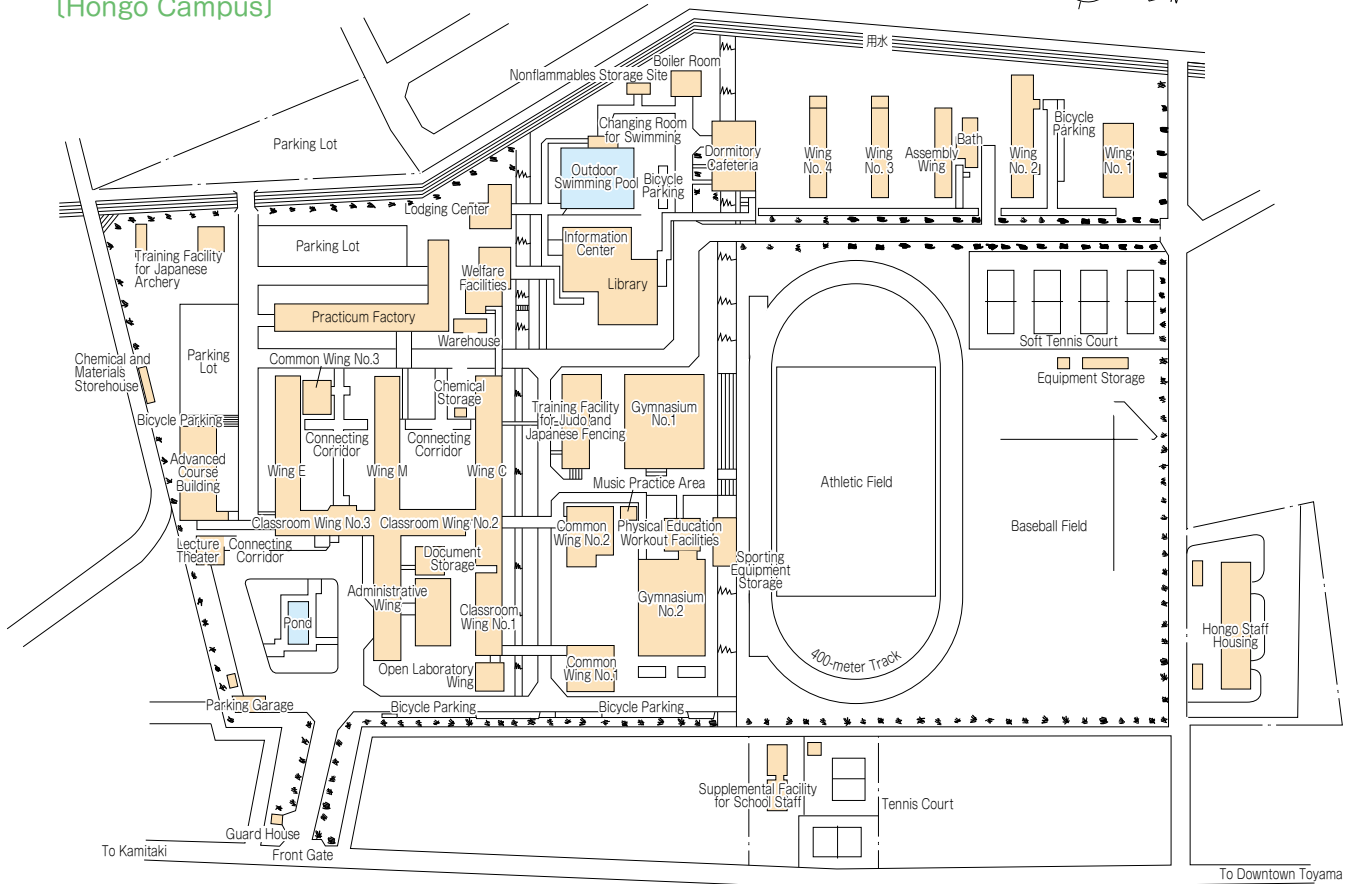 [Hongo Campus]
N
用水
Boiler Room
Nonflammables Storage Site
Parking Lot
Changing Room
for Swimming
Dormitory
Cafeteria
Wing
No. 4
Wing
No. 3
Assembly
Wing
Bath
Wing
No. 2
Bicycle
Parking
Wing
No. 1
Outdoor
Swimming Pool
Bicycle
Parking
Lodging Center
Training Facility
for Japanese
Archery
Parking Lot
Information
Center
Welfare
Facilities
Library
Practicum Factory
Warehouse
Soft Tennis Court
Equipment Storage
Chemical and
Materials
Storehouse
Parking
Lot
Common Wing No.3
Chemical
Storage
Bicycle Parking
Connecting
Corridor
Connecting
Corridor
Training Facility
for Judo and
Japanese Fencing
Gymnasium
No.1
Advanced
Course
Building
Wing E
Wing M
Wing C
Athletic Field
Music Practice Area
Baseball Field
Classroom Wing No.3
Classroom Wing No.2
Common
Wing No.2
Physical Education
Workout Facilities
Lecture
Theater
Connecting
Corridor
Document
Storage
Sporting
Equipment
Storage
Administrative
Wing
Gymnasium
No.2
Classroom
Wing No.1
Pond
Hongo Staff
Housing
400-meter Track
Open Laboratory
Wing
Common
Wing No.1
Parking Garage
Bicycle Parking
Bicycle Parking
Supplemental Facility
for School Staff
Tennis Court
Guard House
To Kamitaki
Front Gate
To Downtown Toyama